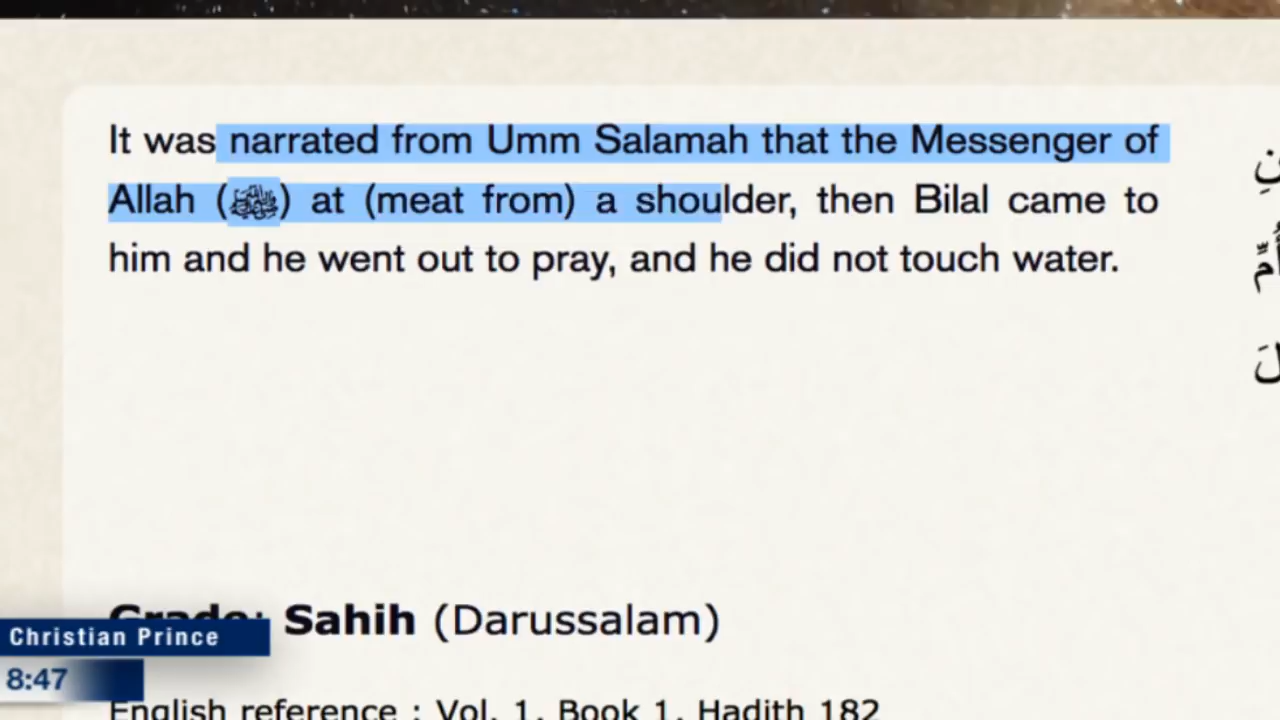 It was narrated from Umm Salamah that the Messenger of
Allah (ﷺ) at (meat from) a shoulder, then Bilal came to
him and he went out to pray, and he did not touch water.
Grade: Sahih (Darussalam)
Christian Prince
8:47
English reference : Vol. 1, Book 1, Hadith 182